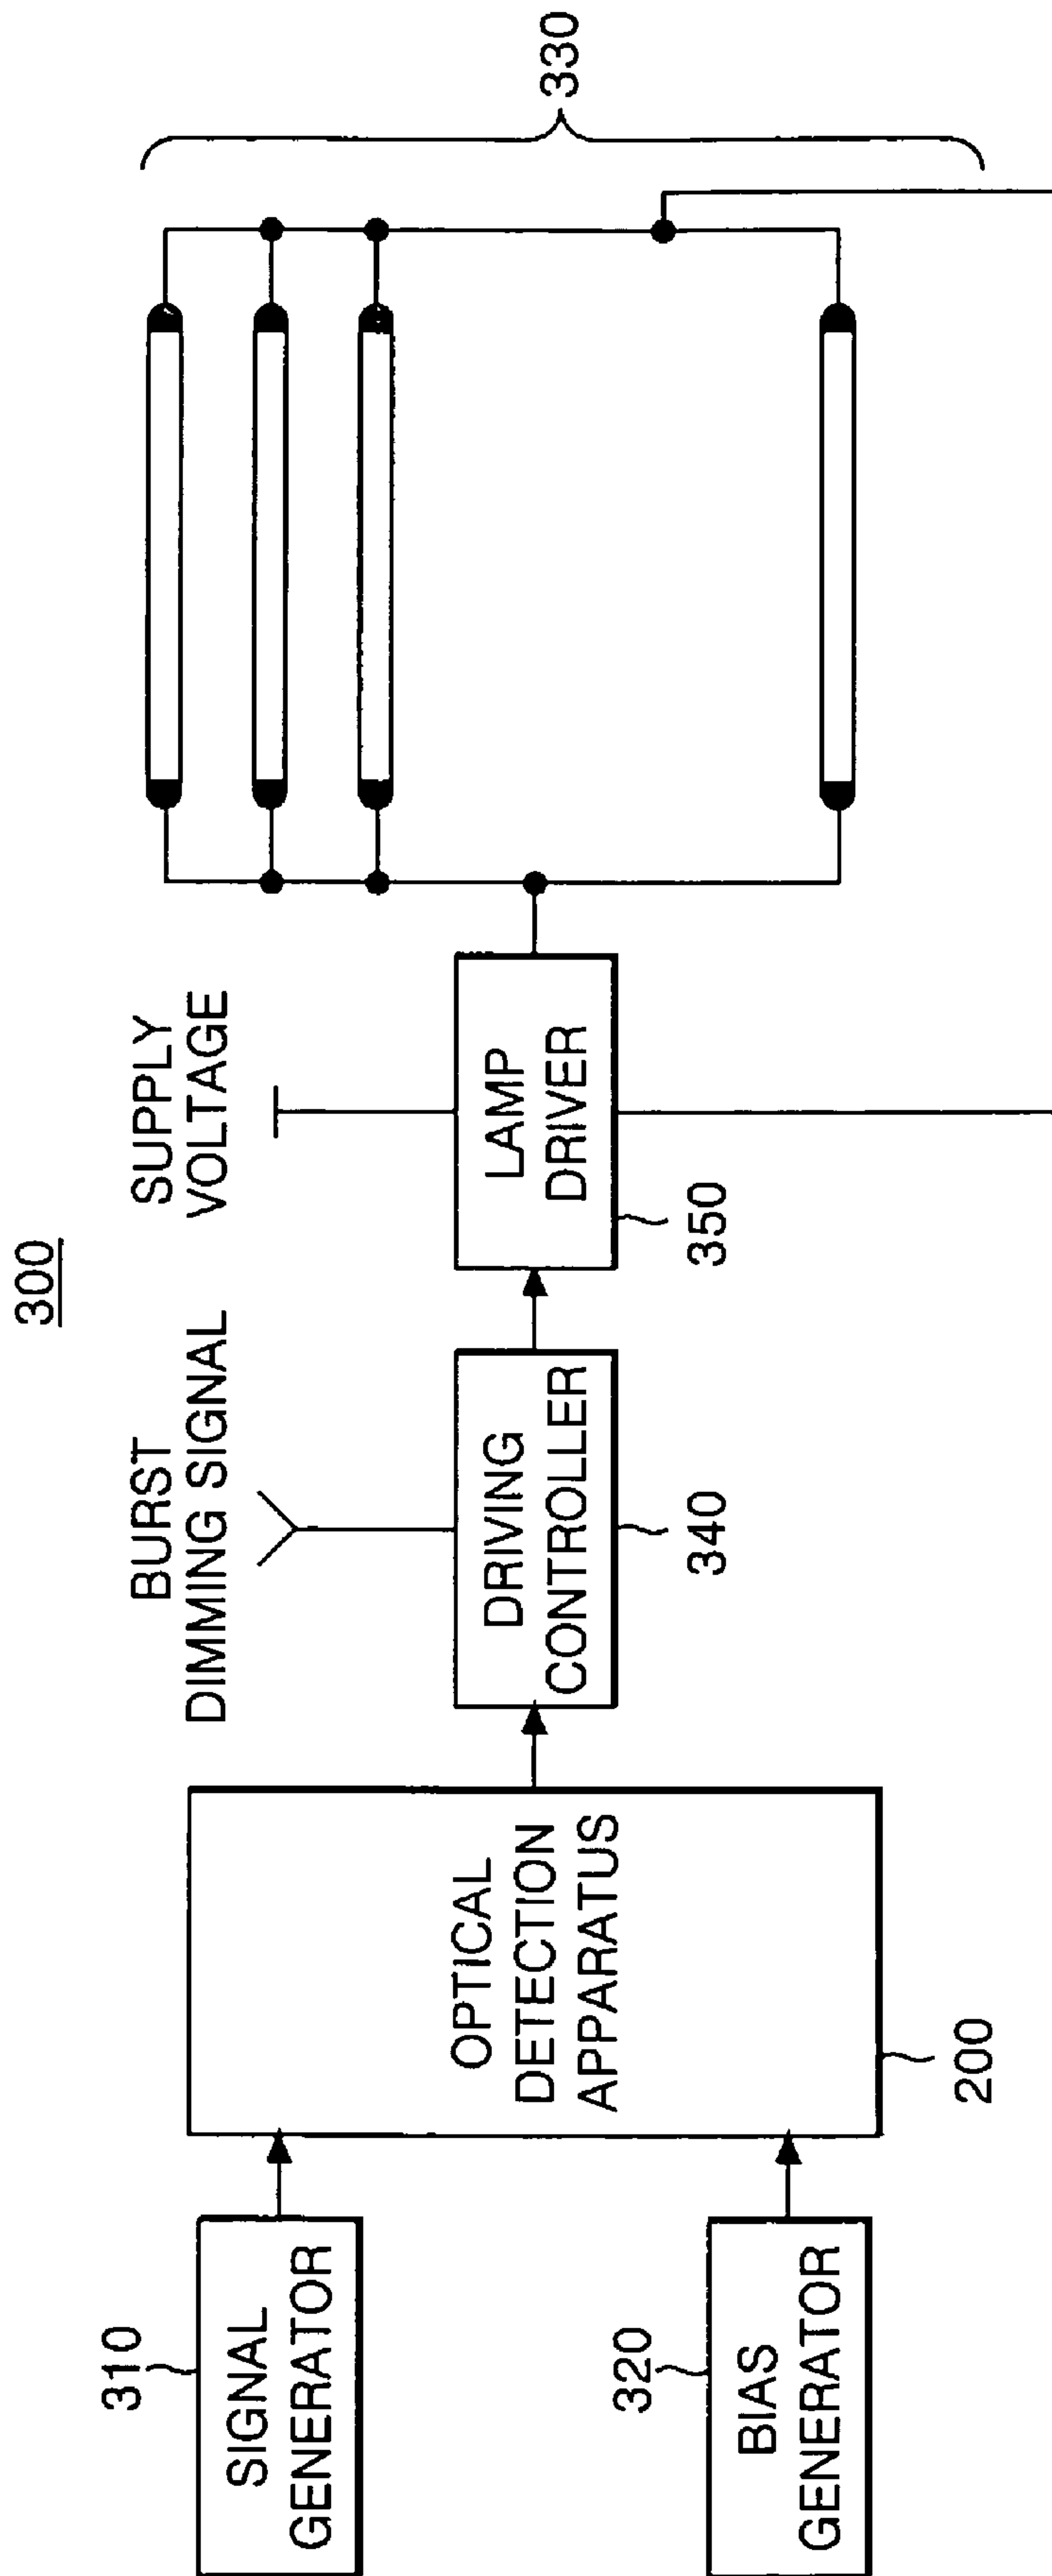 300
SUPPLY
VOLTAGE
BURST
DIMMING SIGNAL
310
SIGNAL
GENERATOR
320
BIAS
GENERATOR
OPTICAL
DETECTION
APPARATUS
200
DRIVING
CONTROLLER
340
LAMP
DRIVER
350
330